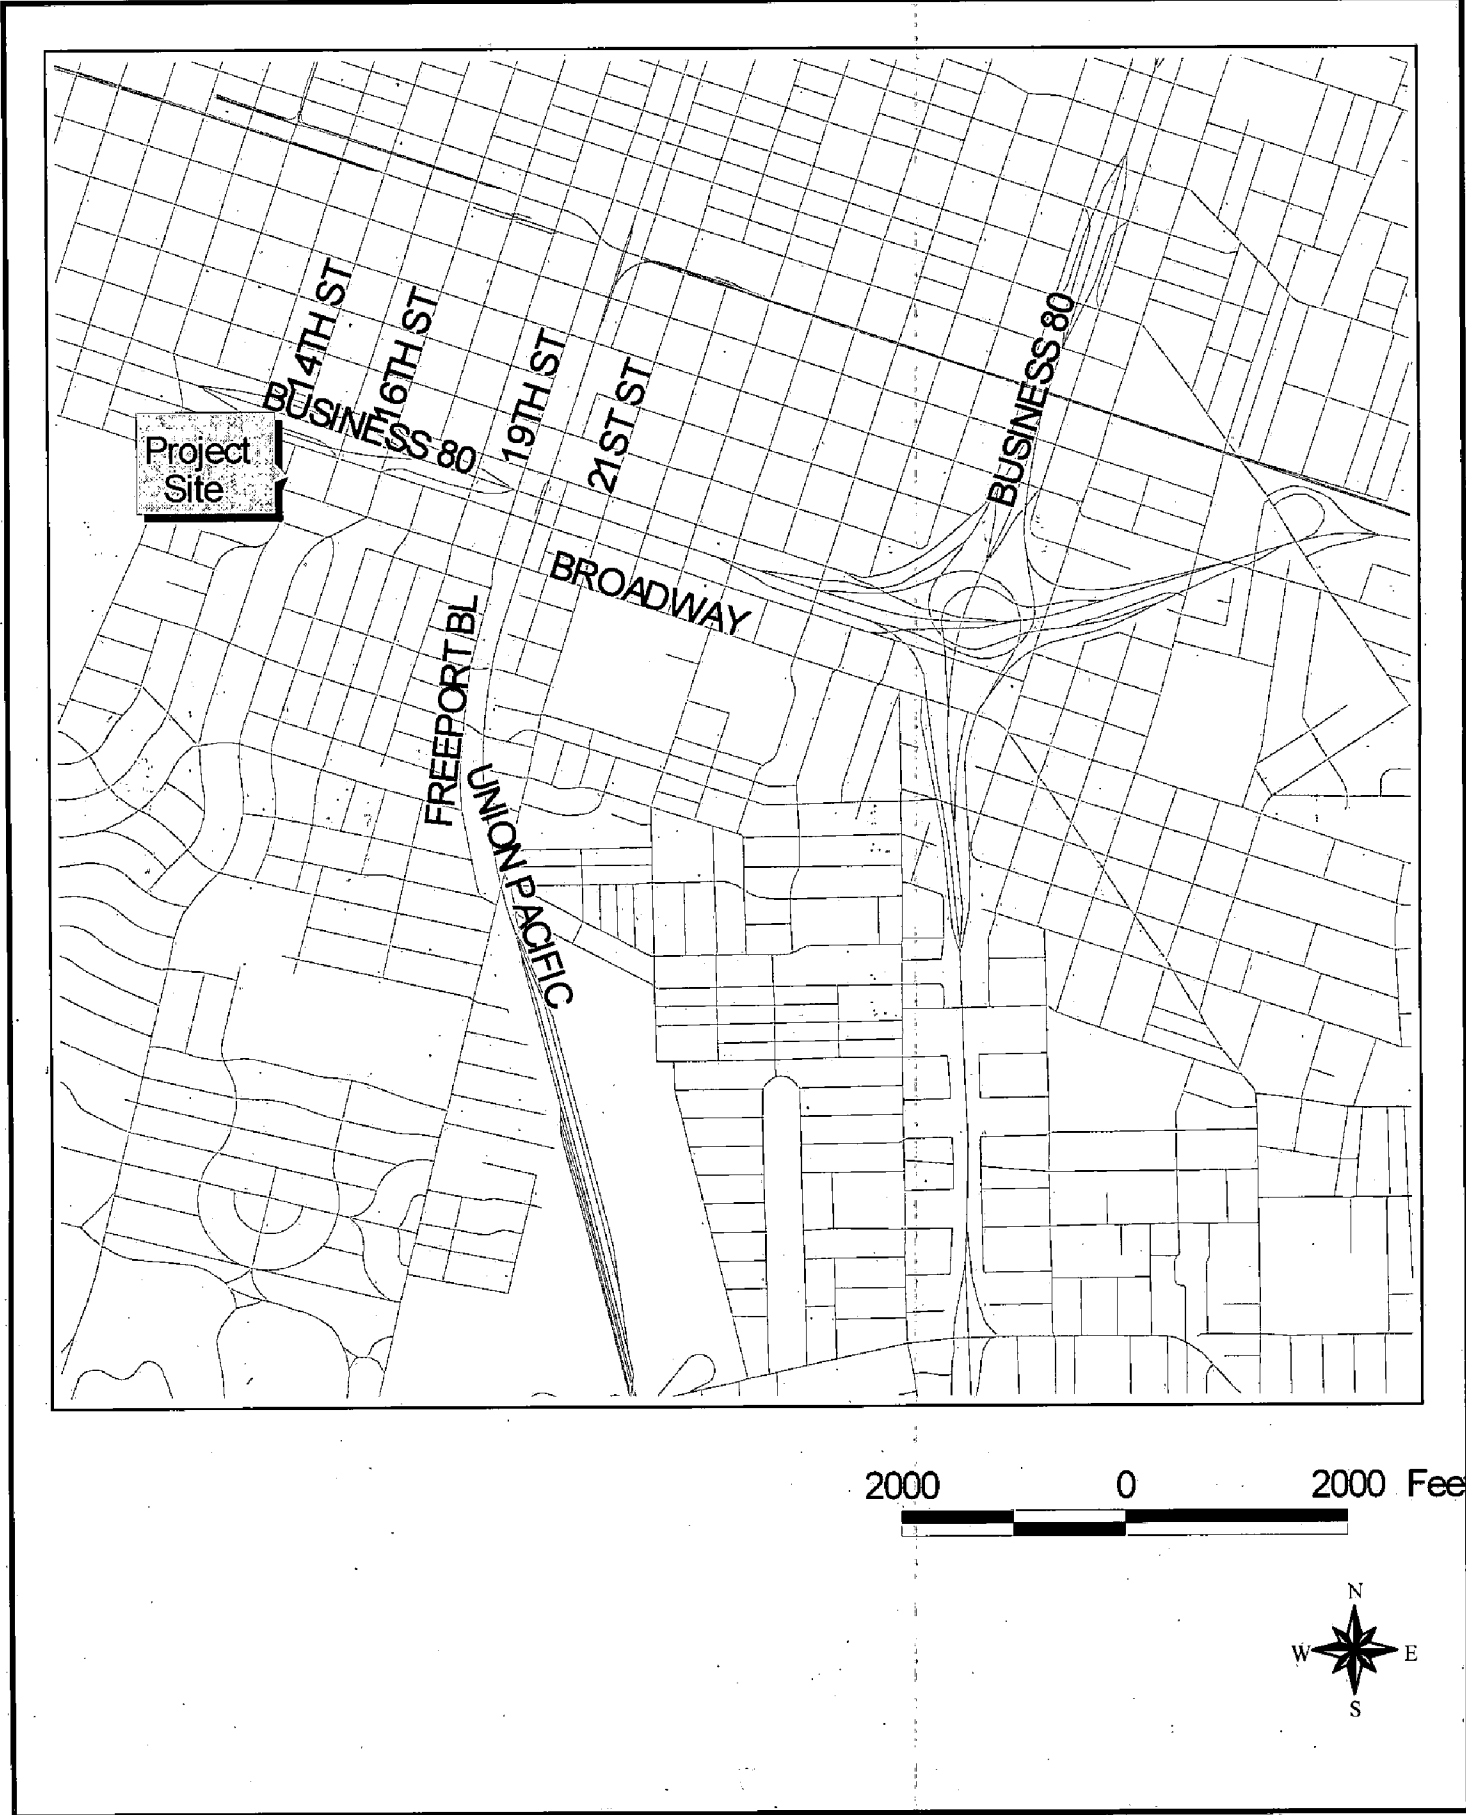 14TH ST
16TH ST
19TH ST
21ST ST
BUSINESS 80
BUSINESS 80
Project
Site
BROADWAY
FREEPORT BL
UNION PACIFIC
2000 0 2000 Fee
N
W E
S